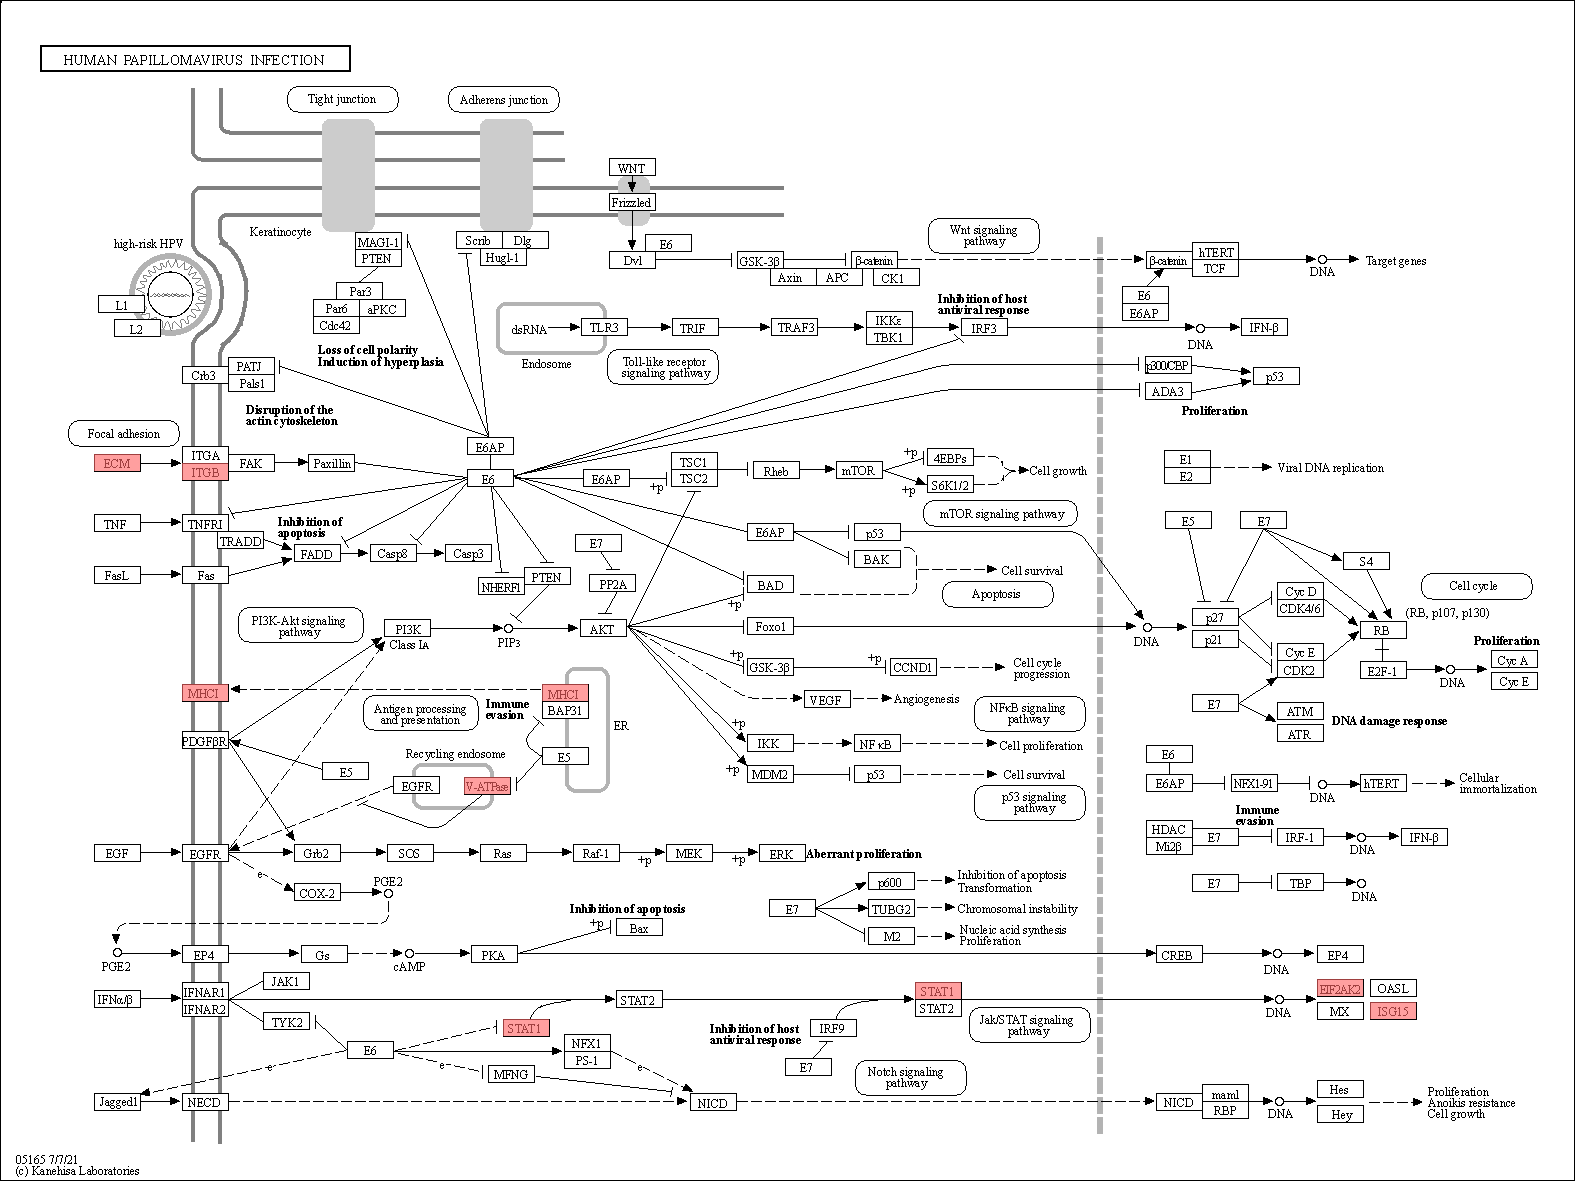 HUMAN PAPILLOMAVIRUS INFECTION
Tight junction
Adherens junction
WNT
Frizzled
Keratinocyte
high-risk HPV
L1
L2
MAGI-1
PTEN
Par3
Par6
aPKC
Cdc42
Scrib
Dlg
Hugl-1
E6
Dvl
GSK-3β
Axin
APC
β-catenin
CK1
Wnt signaling
pathway
β-catenin
hTERT
TCF
DNA
Target genes
E6
E6AP
Loss of cell polarity
Induction of hyperplasia
dsRNA
TLR3
TRIF
TRAF3
IKKε
TBK1
Inhibition of host
antiviral response
IRF3
DNA
IFN-β
Endosome
Toll-like receptor
signaling pathway
Crb3
PATJ
Pals1
p300/CBP
ADA3
p53
Proliferation
Disruption of the
actin cytoskeleton
Focal adhesion
ECM
ITGA
ITGB
FAK
Paxillin
E6AP
E6
E6AP
+p
TSC1
TSC2
Rheb
mTOR
+p
4EBPs
+p
S6K1/2
Cell growth
mTOR signaling pathway
E1
E2
Viral DNA replication
TNF
TNFR1
TRADD
Inhibition of
apoptosis
FADD
Casp8
Casp3
FasL
Fas
NHERF1
PTEN
E7
PP2A
E6AP
p53
BAK
BAD
+p
Cell survival
Apoptosis
E5
E7
S4
Cell cycle
p27
p21
Cyc D
CDK4/6
Cyc E
CDK2
RB
(RB, p107, p130)
E2F-1
DNA
Proliferation
Cyc A
Cyc E
PI3K-Akt signaling
pathway
PI3K
Class IA
PIP3
AKT
Foxo1
DNA
+p
GSK-3β
+p
CCND1
Cell cycle
progression
VEGF
Angiogenesis
E7
ATM
ATR
DNA damage response
MHCI
MHCI
BAP31
Immune
evasion
ER
Antigen processing
and presentation
NFκB signaling
pathway
+p
IKK
NFκB
Cell proliferation
+p
MDM2
p53
Cell survival
p53 signaling
pathway
PDGFβR
E5
E5
Recycling endosome
EGFR
V-ATPase
E6
E6AP
NFX1-91
DNA
hTERT
Cellular
immortalization
Immune
evasion
HDAC
Mi2β
E7
IRF-1
DNA
IFN-β
E7
TBP
DNA
EGF
EGFR
Grb2
SOS
Ras
Raf-1
+p
MEK
+p
ERK
Aberrant proliferation
e
COX-2
PGE2
E7
p600
Inhibition of apoptosis
Transformation
TUBG2
Chromosomal instability
M2
Nucleic acid synthesis
Proliferation
Inhibition of apoptosis
+p
Bax
PGE2
EP4
Gs
cAMP
PKA
CREB
DNA
EP4
IFNα/β
IFNAR1
IFNAR2
JAK1
TYK2
STAT2
STAT1
STAT1
STAT2
Inhibition of host
antiviral response
IRF9
E7
Jak/STAT signaling
pathway
DNA
EIF2AK2
OASL
MX
ISG15
E6
NFX1
PS-1
e
e
e
MFNG
Notch signaling
pathway
Jagged1
NECD
NICD
NICD
maml
RBP
DNA
Hes
Hey
Proliferation
Anoikis resistance
Cell growth
05165 7/7/21
(c) Kanehisa Laboratories